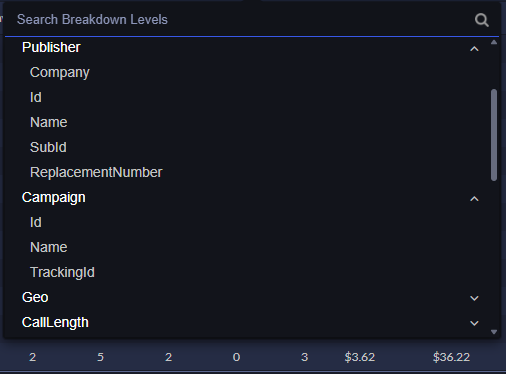 Search Breakdown Levels
Publisher
Company
Id
Name
SubId
ReplacementNumber
Campaign
Id
Name
TrackingId
Geo
CallLength
2 5 2 0 3 $3.62 $36.22